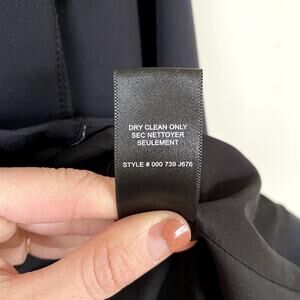 DRY CLEAN ONLY
SEC NETTOYER
SEULEMENT
STYLE # 000 739 J676